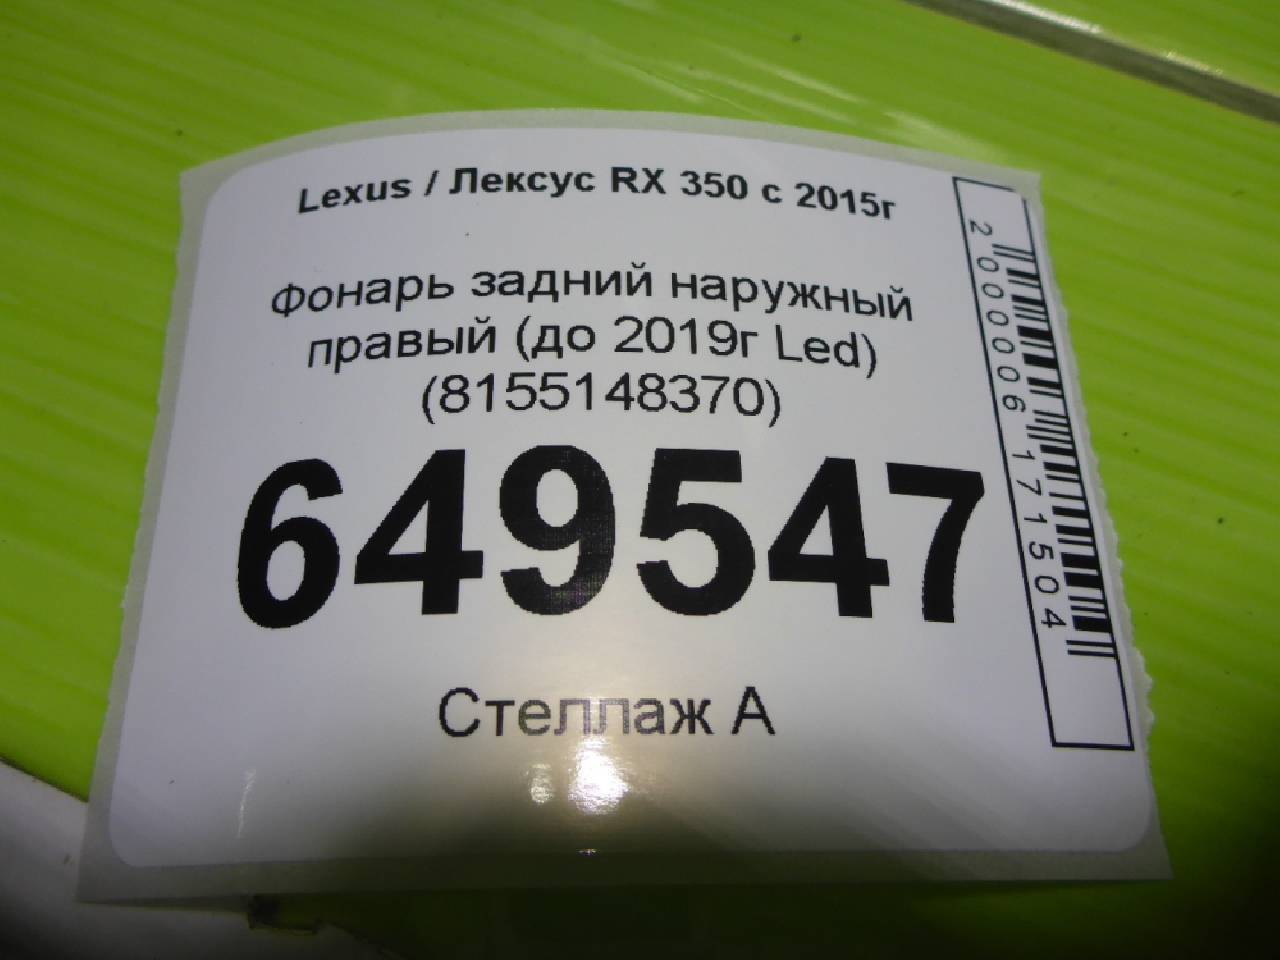 Lexus / Лексус RX 350 с 2015г
Фонарь задний наружный
правый (до 2019г Led)
(8155148370)
649547
Стеллаж А
2000006171504